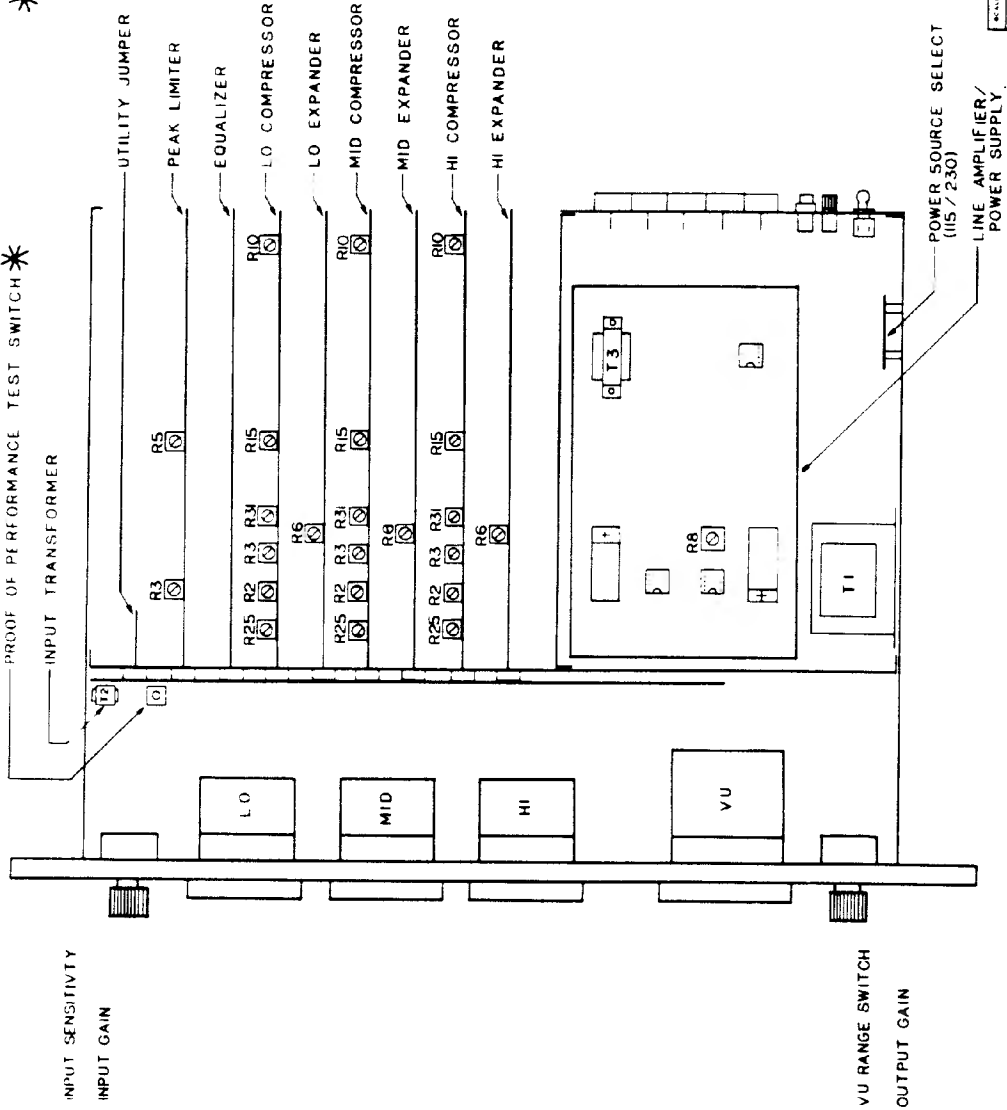 PROOF OF PERFORMANCE TEST SWITCH *
INPUT TRANSFORMER
UTILITY JUMPER
PEAK LIMITER
EQUALIZER
LO COMPRESSOR
LO EXPANDER
MID COMPRESSOR
MID EXPANDER
HI COMPRESSOR
HI EXPANDER
*
T2
R3
R5
R25
R2
R3
R31
R15
R10
R6
R25
R2
R3
R31
R15
R10
R8
R25
R2
R3
R31
R15
R10
R6
T3
R8
T1
POWER SOURCE SELECT
(115 / 230)
LINE AMPLIFIER/
POWER SUPPLY
LO
MID
HI
VU
INPUT SENSITIVTY
INPUT GAIN
VU RANGE SWITCH
OUTPUT GAIN